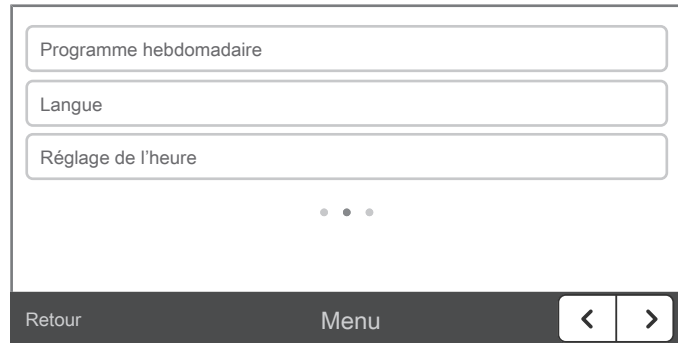 Programme hebdomadaire
Langue
Réglage de l’heure
Retour
Menu